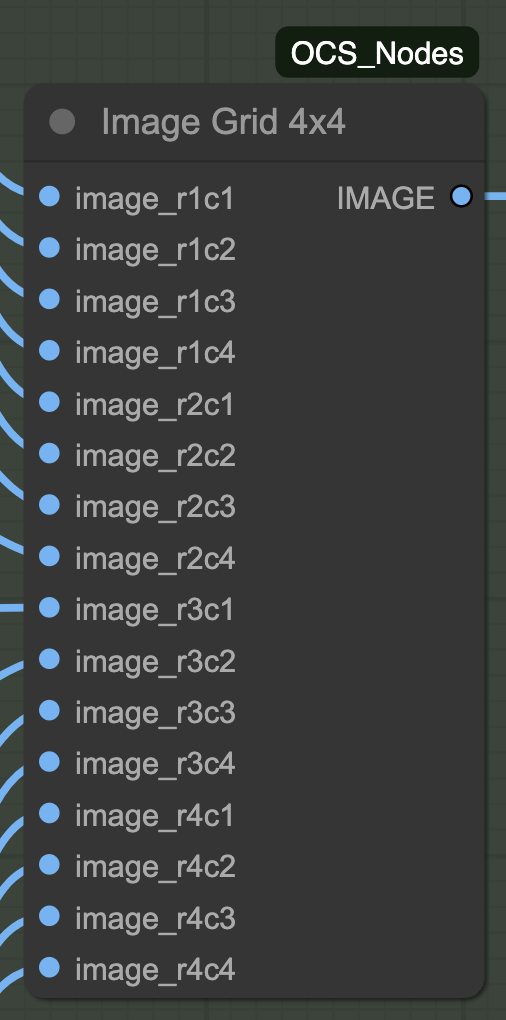 OCS_Nodes
Image Grid 4x4
image_r1c1 IMAGE
image_r1c2
image_r1c3
image_r1c4
image_r2c1
image_r2c2
image_r2c3
image_r2c4
image_r3c1
image_r3c2
image_r3c3
image_r3c4
image_r4c1
image_r4c2
image_r4c3
image_r4c4